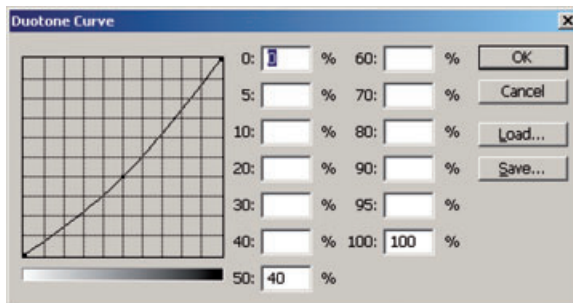 Duotone Curve
0: 0 % 60: % OK
5: % 70: % Cancel
10: % 80: % Load...
20: % 90: % Save...
30: % 95: %
40: % 100: 100 %
50: 40 %